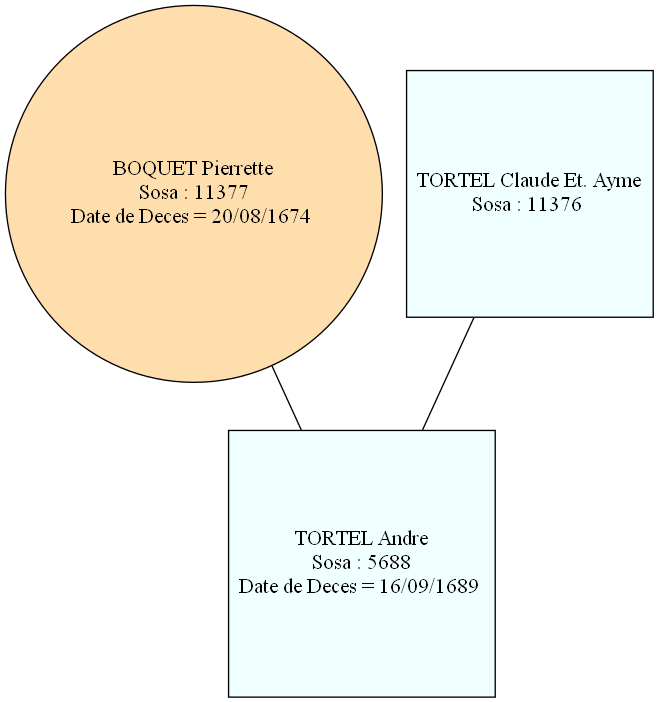 BOQUET Pierrette
Sosa : 11377
Date de Deces = 20/08/1674
TORTEL Claude Et. Ayme
Sosa : 11376
TORTEL Andre
Sosa : 5688
Date de Deces = 16/09/1689